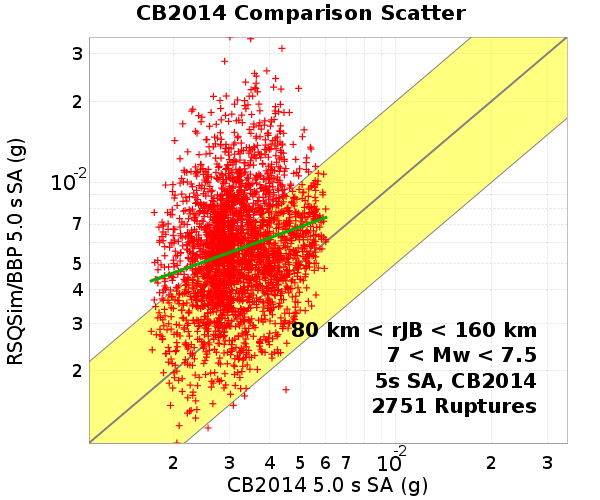 CB2014 Comparison Scatter
RSQSim/BBP 5.0 s SA (g)
3
2
10-2
7
5
4
3
2
80 km < rJB < 160 km
7 < Mw < 7.5
5s SA, CB2014
2751 Ruptures
2 3 4 5 6 7 10-2 2 3
CB2014 5.0 s SA (g)